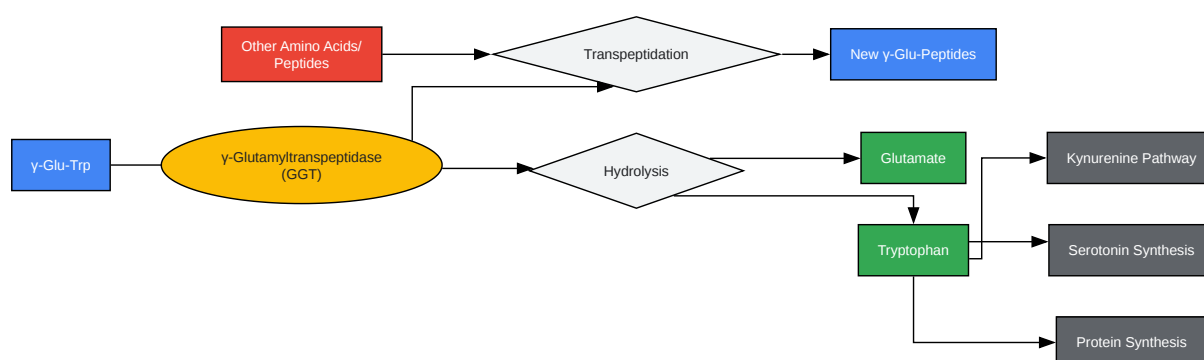 Other Amino Acids/
Peptides
Transpeptidation
New γ-Glu-Peptides
γ-Glu-Trp
γ-Glutamyltranspeptidase
(GGT)
Hydrolysis
Glutamate
Kynurenine Pathway
Tryptophan
Serotonin Synthesis
Protein Synthesis